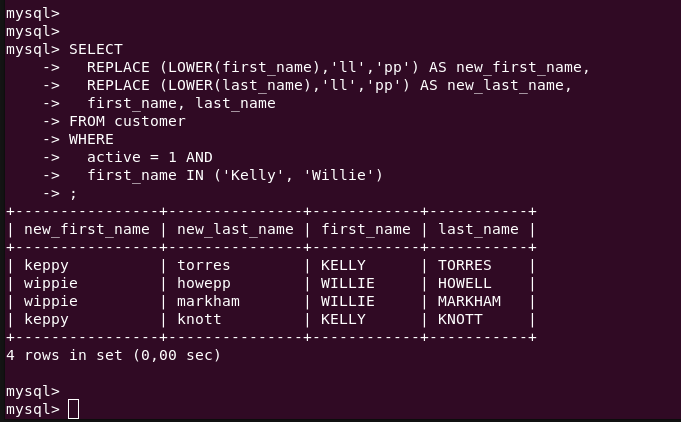 mysql>
mysql>
mysql> SELECT
    ->   REPLACE (LOWER(first_name),'ll','pp') AS new_first_name,
    ->   REPLACE (LOWER(last_name),'ll','pp') AS new_last_name,
    ->   first_name, last_name
    -> FROM customer
    -> WHERE
    ->   active = 1 AND
    ->   first_name IN ('Kelly', 'Willie')
    -> ;
+----------------+---------------+------------+-----------+
| new_first_name | new_last_name | first_name | last_name |
+----------------+---------------+------------+-----------+
| keppy          | torres        | KELLY      | TORRES    |
| wippie         | howepp        | WILLIE     | HOWELL    |
| wippie         | markham       | WILLIE     | MARKHAM   |
| keppy          | knott         | KELLY      | KNOTT     |
+----------------+---------------+------------+-----------+
4 rows in set (0,00 sec)

mysql>
mysql>